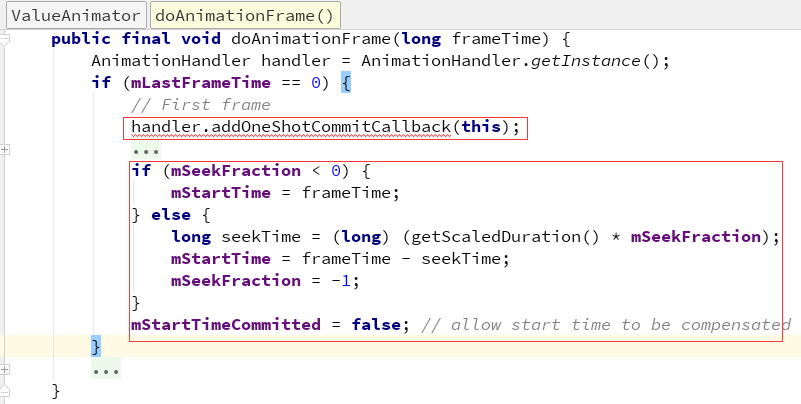 ValueAnimator doAnimationFrame()
public final void doAnimationFrame(long frameTime) {
AnimationHandler handler = AnimationHandler.getInstance();
if (mLastFrameTime == 0) {
// First frame
handler.addOneShotCommitCallback(this);
...
if (mSeekFraction < 0) {
mStartTime = frameTime;
} else {
long seekTime = (long) (getScaledDuration() * mSeekFraction);
mStartTime = frameTime - seekTime;
mSeekFraction = -1;
}
mStartTimeCommitted = false; // allow start time to be compensated
}
...
}